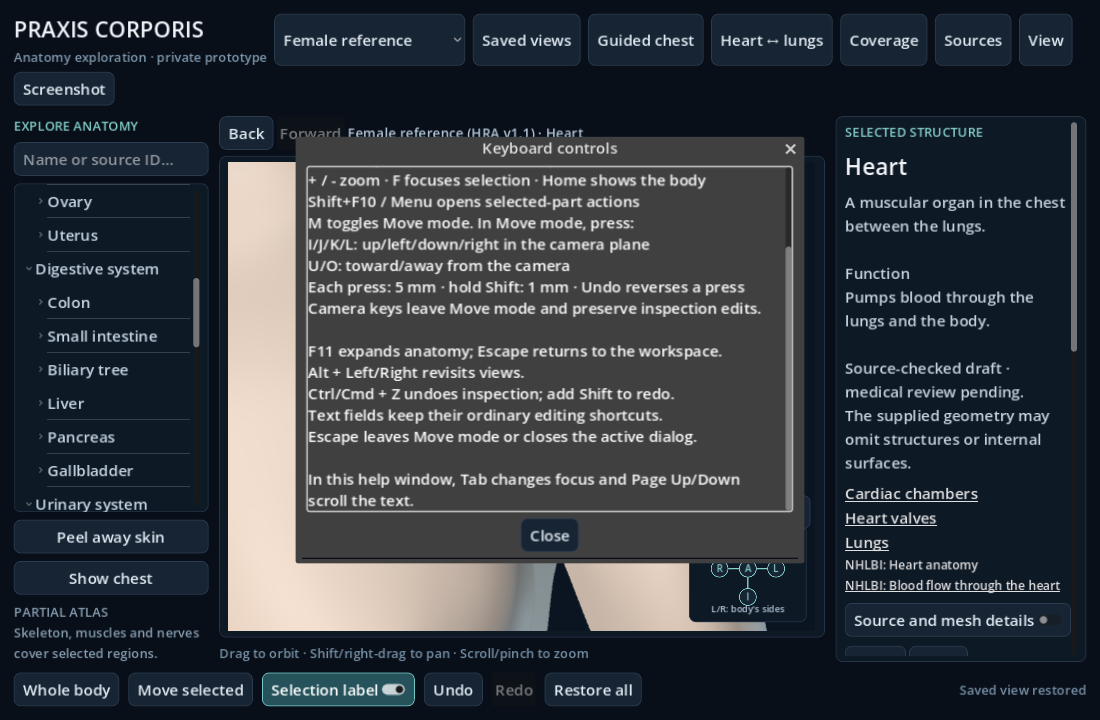 PRAXIS CORPORIS
Anatomy exploration · private prototype
Female reference
Saved views
Guided chest
Heart ↔ lungs
Coverage
Sources
View
Screenshot
EXPLORE ANATOMY
Name or source ID...
Ovary
Uterus
Digestive system
Colon
Small intestine
Biliary tree
Liver
Pancreas
Gallbladder
Urinary system
Peel away skin
Show chest
PARTIAL ATLAS
Skeleton, muscles and nerves
cover selected regions.
Back
Forward
Female reference (HRA v1.1) · Heart
Keyboard controls
+ / - zoom · F focuses selection · Home shows the body
Shift+F10 / Menu opens selected-part actions
M toggles Move mode. In Move mode, press:
I/J/K/L: up/left/down/right in the camera plane
U/O: toward/away from the camera
Each press: 5 mm · hold Shift: 1 mm · Undo reverses a press
Camera keys leave Move mode and preserve inspection edits.
F11 expands anatomy; Escape returns to the workspace.
Alt + Left/Right revisits views.
Ctrl/Cmd + Z undoes inspection; add Shift to redo.
Text fields keep their ordinary editing shortcuts.
Escape leaves Move mode or closes the active dialog.
In this help window, Tab changes focus and Page Up/Down
scroll the text.
Close
R A L
I
L/R: body's sides
Drag to orbit · Shift/right-drag to pan · Scroll/pinch to zoom
SELECTED STRUCTURE
Heart
A muscular organ in the chest
between the lungs.
Function
Pumps blood through the
lungs and the body.
Source-checked draft ·
medical review pending.
The supplied geometry may
omit structures or internal
surfaces.
Cardiac chambers
Heart valves
Lungs
NHLBI: Heart anatomy
NHLBI: Blood flow through the heart
Source and mesh details
Whole body
Move selected
Selection label
Undo
Redo
Restore all
Saved view restored